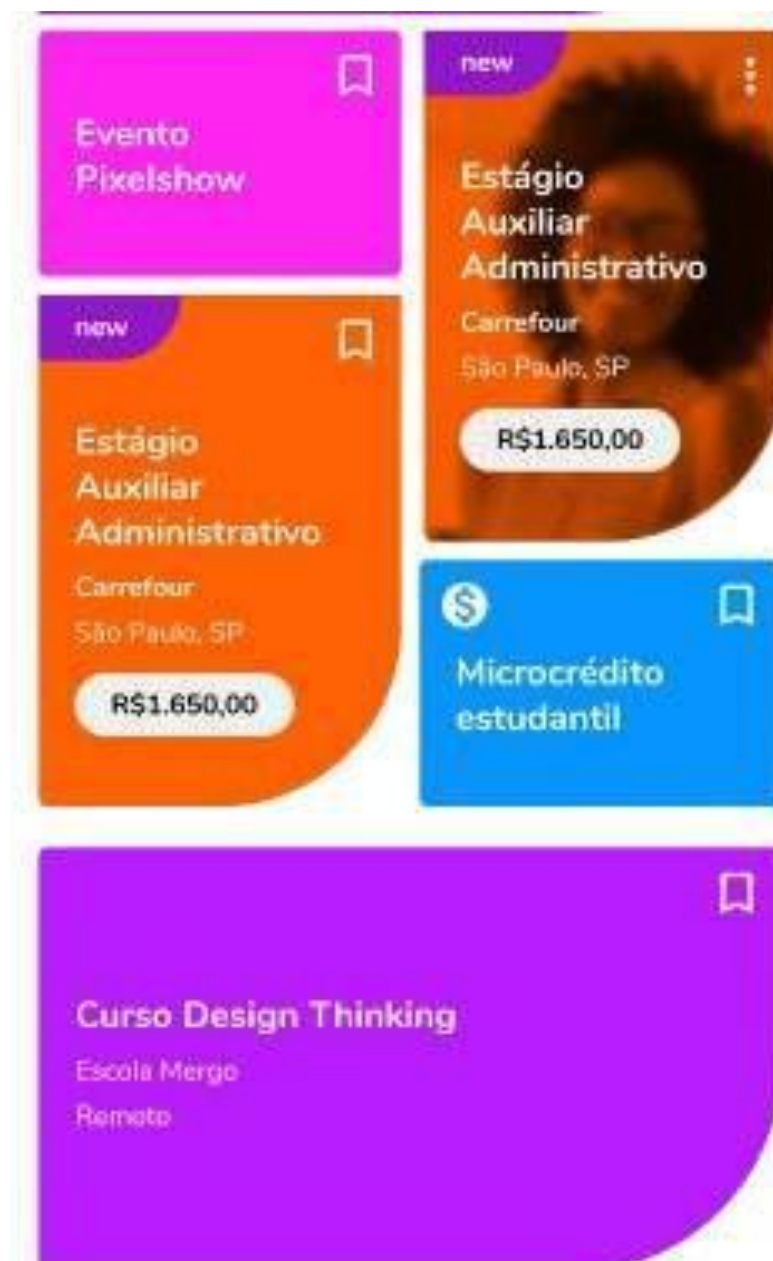 Evento
Pixelshow
new
Estágio
Auxiliar
Administrativo
Carrefour
São Paulo, SP
R$1.650,00
new
Estágio
Auxiliar
Administrativo
Carrefour
São Paulo, SP
R$1.650,00
$
Microcrédito
estudantil
Curso Design Thinking
Escola Mergo
Remoto